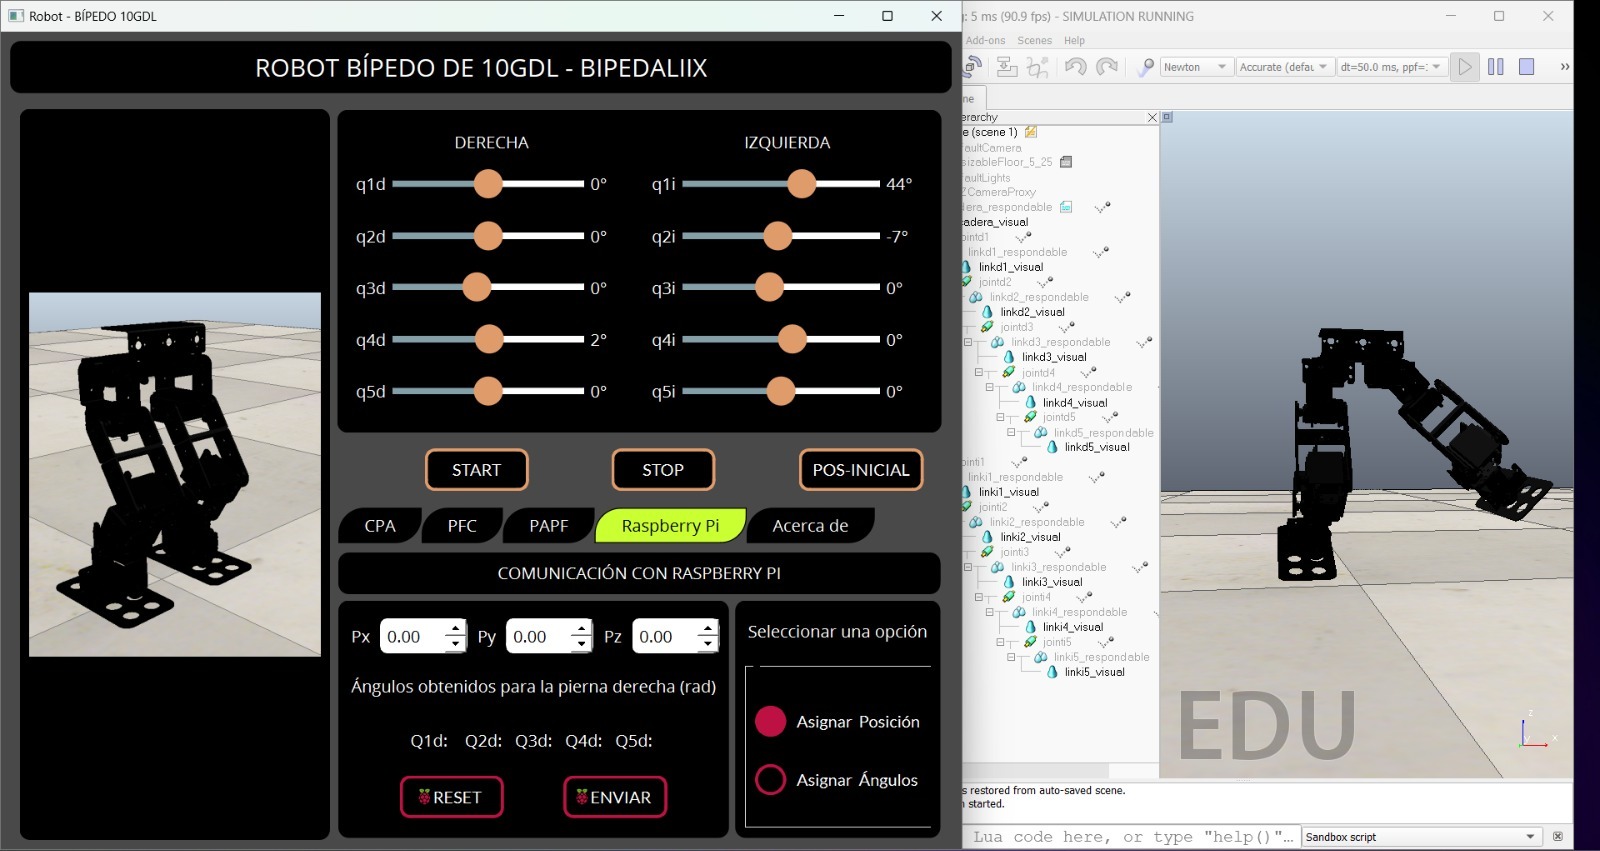 Robot - BÍPEDO 10GDL
ROBOT BÍPEDO DE 10GDL - BIPEDALIIX
DERECHA
q1d 0°
q2d 0°
q3d 0°
q4d 2°
q5d 0°
IZQUIERDA
q1i 44°
q2i -7°
q3i 0°
q4i 0°
q5i 0°
START STOP POS-INICIAL
CPA PFC PAPF Raspberry Pi Acerca de
COMUNICACIÓN CON RASPBERRY PI
Px 0.00 Py 0.00 Pz 0.00
Ángulos obtenidos para la pierna derecha (rad)
Q1d: Q2d: Q3d: Q4d: Q5d:
RESET ENVIAR
Seleccionar una opción
Asignar Posición
Asignar Ángulos
: 5 ms (90.9 fps) - SIMULATION RUNNING
Add-ons Scenes Help
Newton Accurate (defau dt=50.0 ms, ppf=
ne
erarchy
e (scene 1)
faultCamera
sizableFloor_5_25
faultLights
ZCameraProxy
dera_respondable
adera_visual
ointd1
linkd1_respondable
linkd1_visual
jointd2
linkd2_respondable
linkd2_visual
jointd3
linkd3_respondable
linkd3_visual
jointd4
linkd4_respondable
linkd4_visual
jointd5
linkd5_respondable
linkd5_visual
ointi1
linki1_respondable
linki1_visual
jointi2
linki2_respondable
linki2_visual
jointi3
linki3_respondable
linki3_visual
jointi4
linki4_respondable
linki4_visual
jointi5
linki5_respondable
linki5_visual
EDU
z
x
s restored from auto-saved scene.
n started.
Lua code here, or type "help()"... Sandbox script